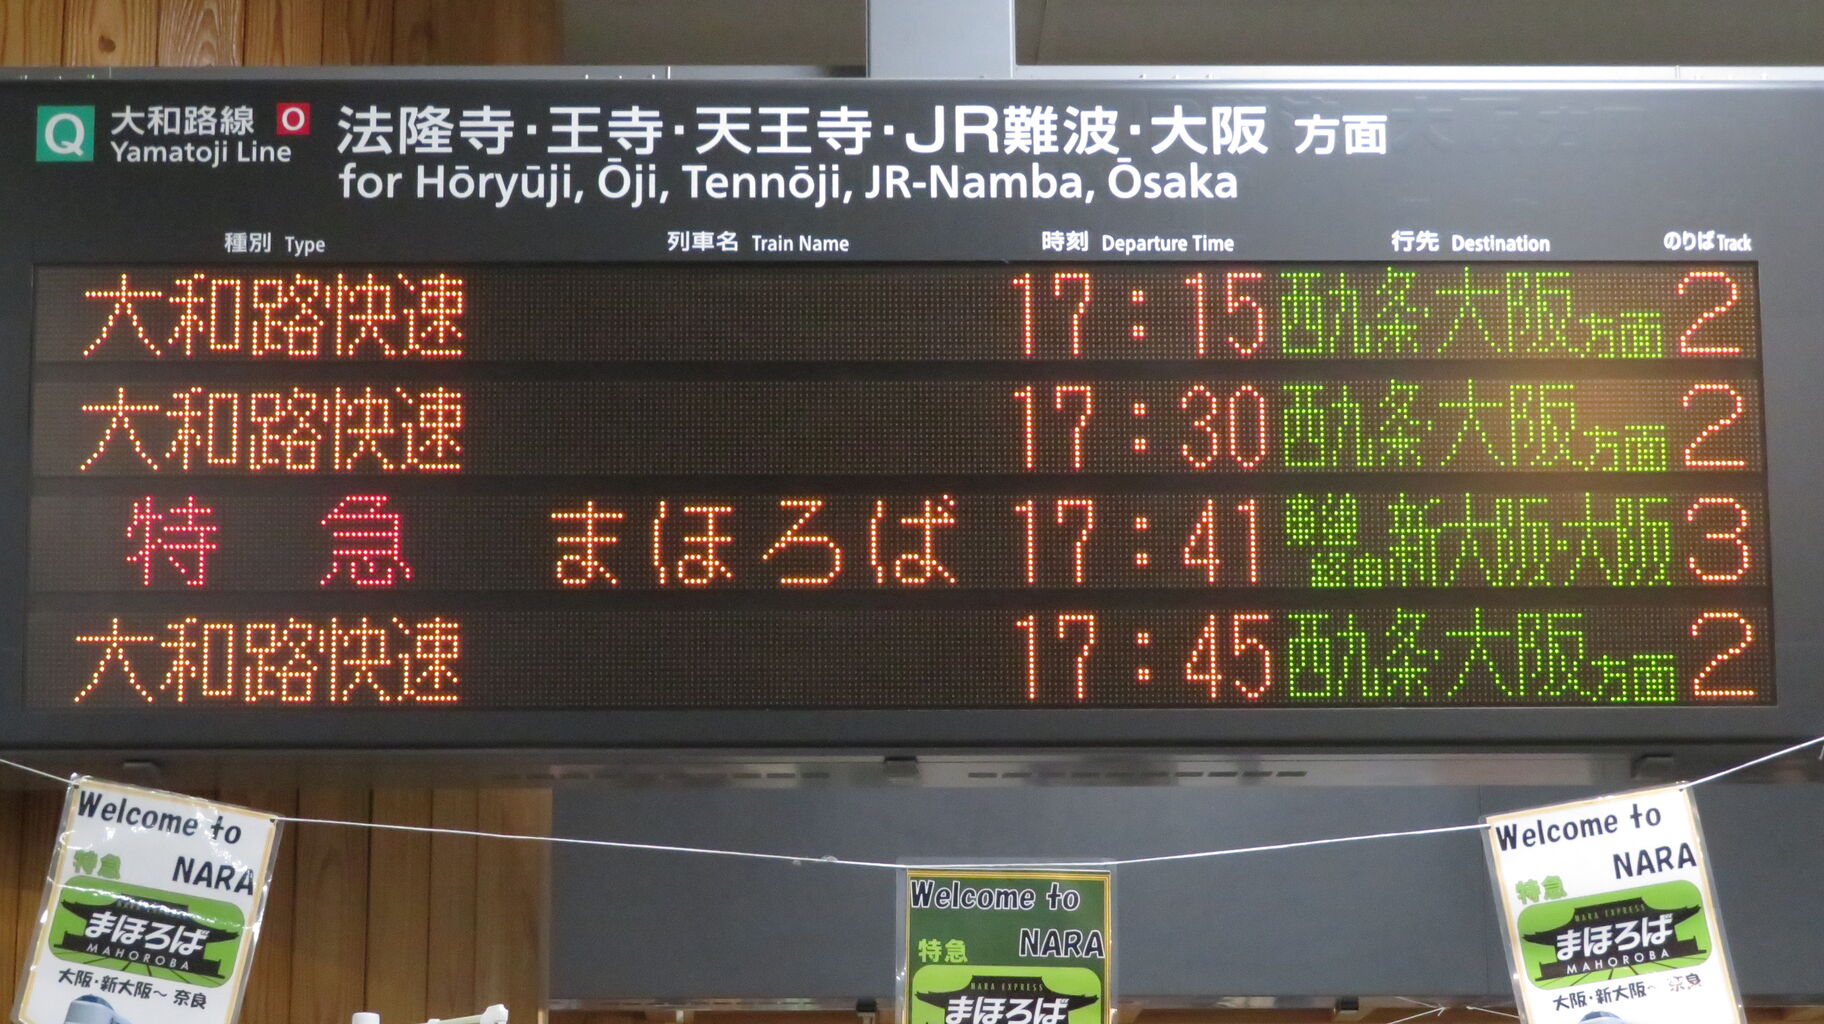 Q 大和路線 O 法隆寺・王寺・天王寺・JR難波・大阪 方面
Yamatoji Line for Hōryūji, Ōji, Tennōji, JR-Namba, Ōsaka
種別 Type 列車名 Train Name 時刻 Departure Time 行先 Destination のりば Track
大和路快速 17:15 西九条・大阪方面 2
大和路快速 17:30 西九条・大阪方面 2
特急 まほろば 17:41 経由 新大阪・大阪 3
大和路快速 17:45 西九条・大阪方面 2
Welcome to
NARA
特急
まほろば
MAHOROBA
大阪・新大阪～奈良
Welcome to
NARA
特急
NARA EXPRESS
まほろば
Welcome to
NARA
特急
NARA EXPRESS
まほろば
MAHOROBA
大阪・新大阪～奈良